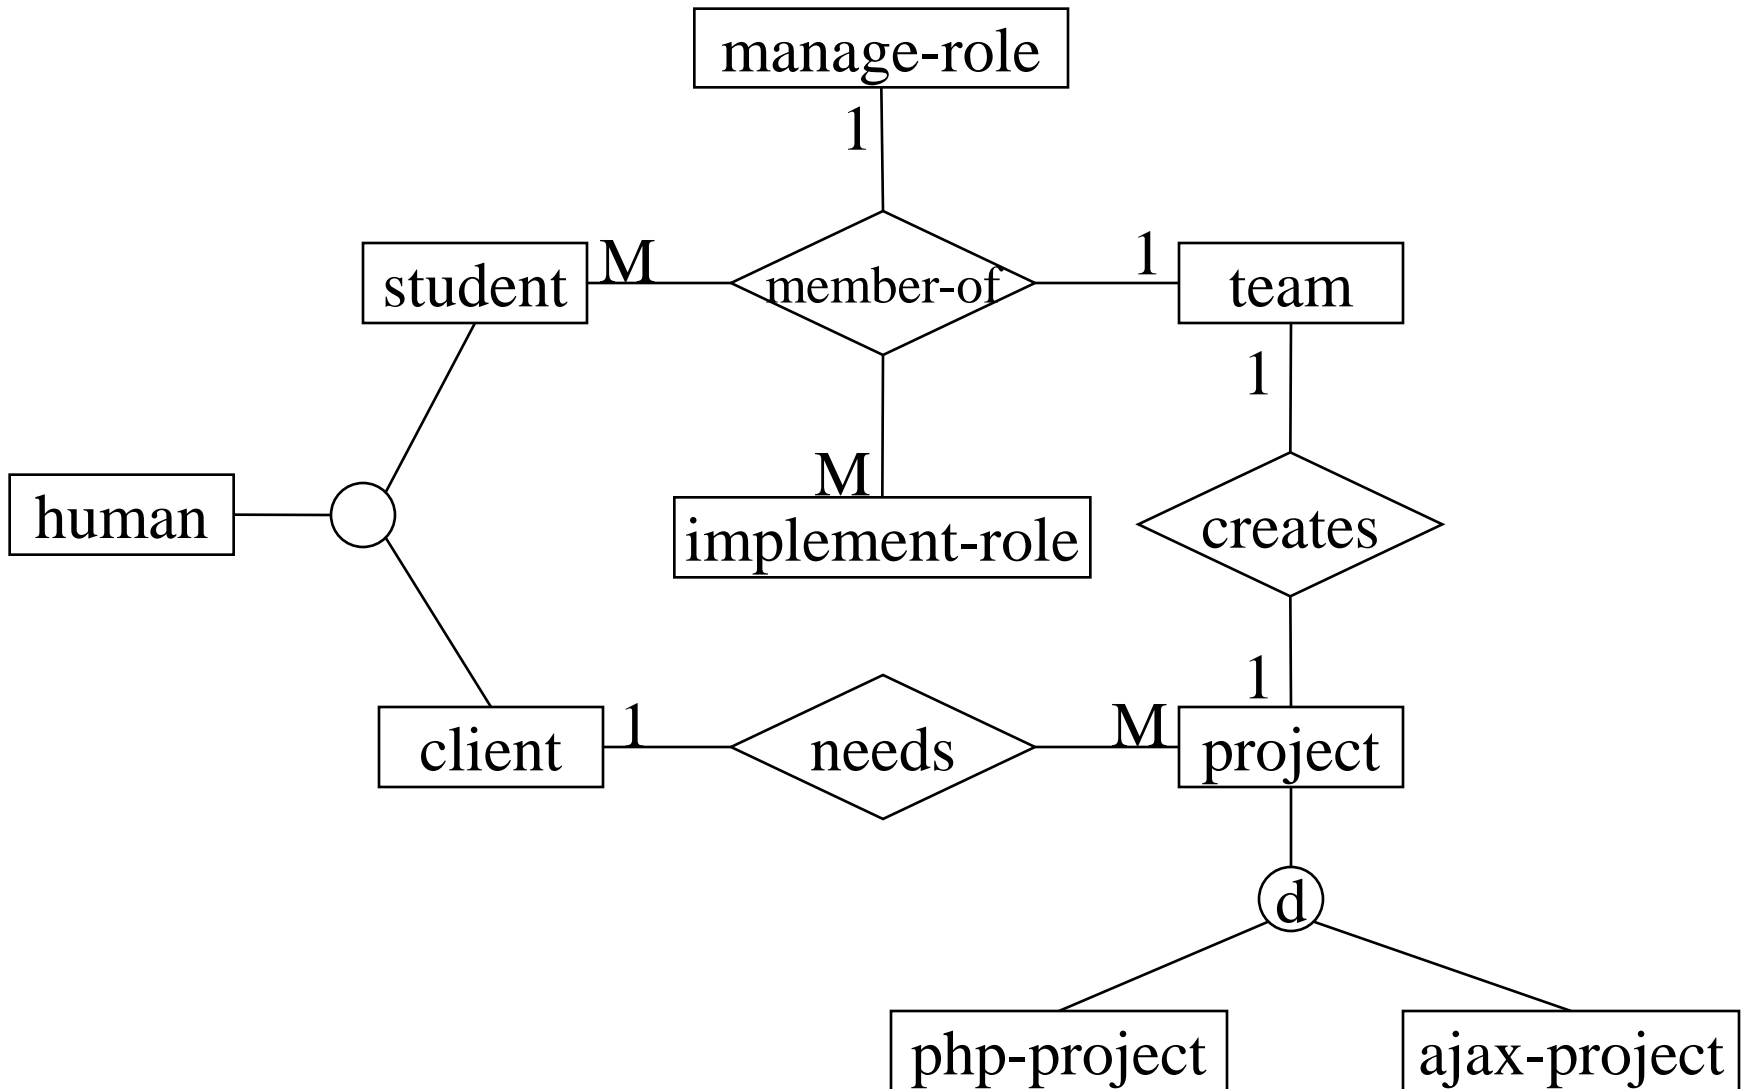 manage-role
1
student
M
member-of
1
team
1
human
M
implement-role
creates
1
client
1
needs
M
project
d
php-project
ajax-project